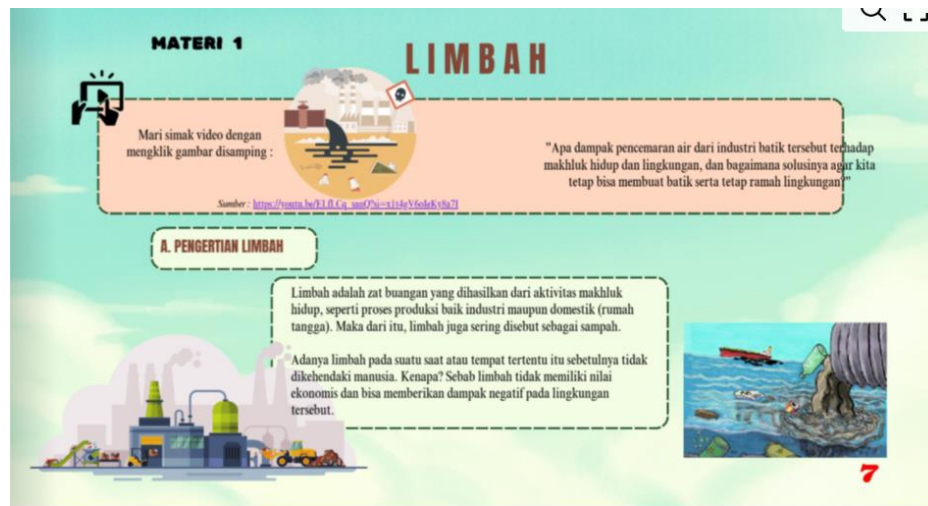 MATERI 1
LIMBAH
Mari simak video dengan
mengklik gambar disamping :
"Apa dampak pencemaran air dari industri batik tersebut terhadap
makhluk hidup dan lingkungan, dan bagaimana solusinya agar kita
tetap bisa membuat batik serta tetap ramah lingkungan?"
Sumber :
A. PENGERTIAN LIMBAH
Limbah adalah zat buangan yang dihasilkan dari aktivitas makhluk
hidup, seperti proses produksi baik industri maupun domestik (rumah
tangga). Maka dari itu, limbah juga sering disebut sebagai sampah.
Adanya limbah pada suatu saat atau tempat tertentu itu sebetulnya tidak
dikehendaki manusia. Kenapa? Sebab limbah tidak memiliki nilai
ekonomis dan bisa memberikan dampak negatif pada lingkungan
tersebut.
7